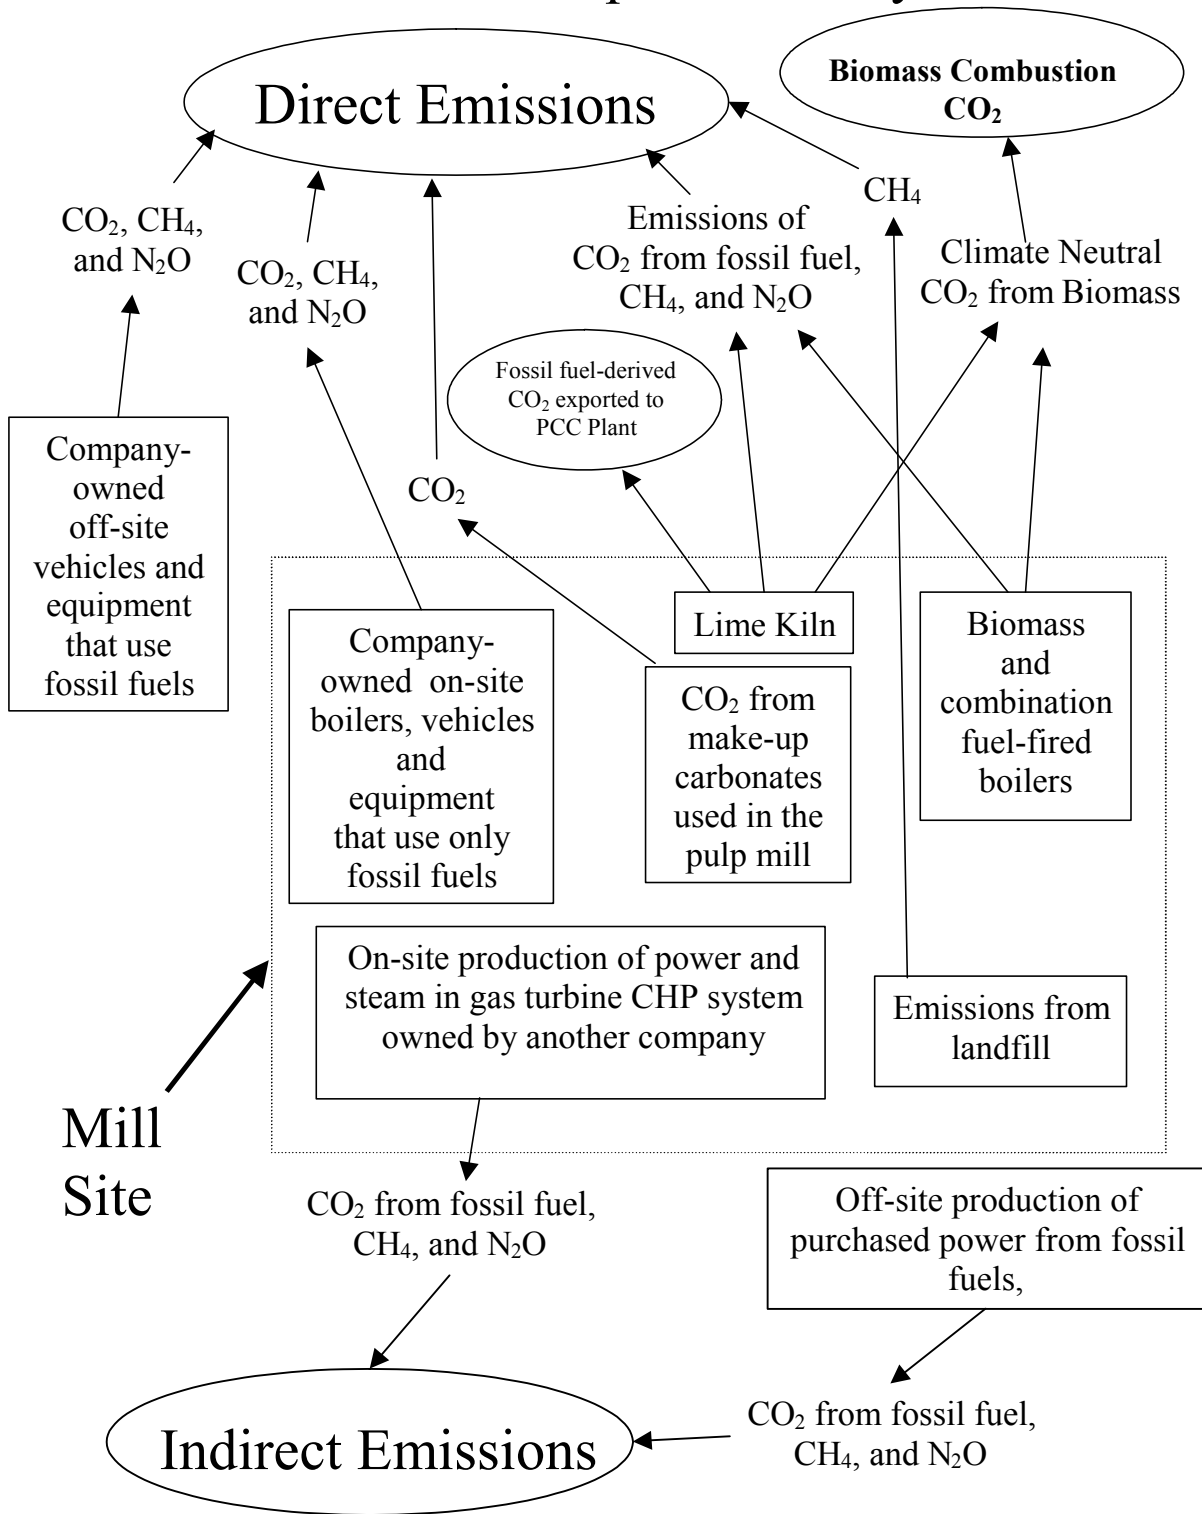 Direct Emissions
Biomass Combustion
CO₂
CH₄
CO₂, CH₄,
and N₂O
CO₂, CH₄,
and N₂O
Emissions of
CO₂ from fossil fuel,
CH₄, and N₂O
Climate Neutral
CO₂ from Biomass
Fossil fuel-derived
CO₂ exported to
PCC Plant
CO₂
Company-
owned
off-site
vehicles and
equipment
that use
fossil fuels
Company-
owned on-site
boilers, vehicles
and
equipment
that use only
fossil fuels
Lime Kiln
CO₂ from
make-up
carbonates
used in the
pulp mill
Biomass
and
combination
fuel-fired
boilers
On-site production of power and
steam in gas turbine CHP system
owned by another company
Emissions from
landfill
Mill
Site
CO₂ from fossil fuel,
CH₄, and N₂O
Off-site production of
purchased power from fossil
fuels,
CO₂ from fossil fuel,
CH₄, and N₂O
Indirect Emissions